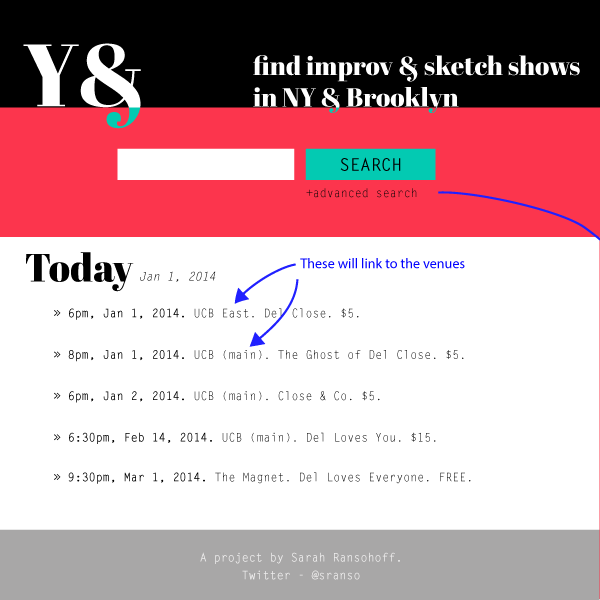 Y&
find improv & sketch shows
in NY & Brooklyn
SEARCH
+advanced search
Today Jan 1, 2014
These will link to the venues
» 6pm, Jan 1, 2014. UCB East. Del Close. $5.
» 8pm, Jan 1, 2014. UCB (main). The Ghost of Del Close. $5.
» 6pm, Jan 2, 2014. UCB (main). Close & Co. $5.
» 6:30pm, Feb 14, 2014. UCB (main). Del Loves You. $15.
» 9:30pm, Mar 1, 2014. The Magnet. Del Loves Everyone. FREE.
A project by Sarah Ransohoff.
Twitter - @sranso